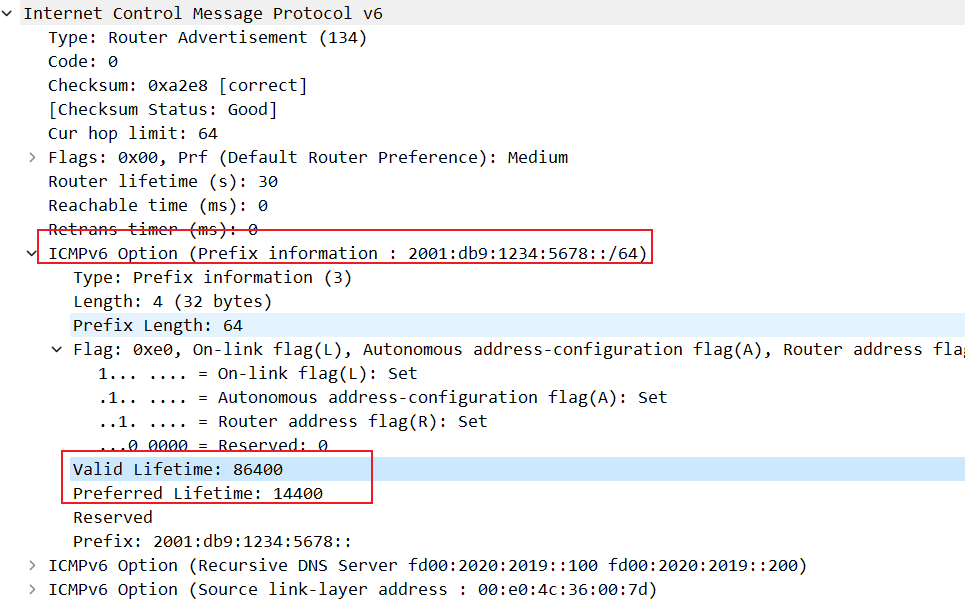 Internet Control Message Protocol v6
Type: Router Advertisement (134)
Code: 0
Checksum: 0xa2e8 [correct]
[Checksum Status: Good]
Cur hop limit: 64
Flags: 0x00, Prf (Default Router Preference): Medium
Router lifetime (s): 30
Reachable time (ms): 0
Retrans timer (ms): 0
ICMPv6 Option (Prefix information : 2001:db9:1234:5678::/64)
Type: Prefix information (3)
Length: 4 (32 bytes)
Prefix Length: 64
Flag: 0xe0, On-link flag(L), Autonomous address-configuration flag(A), Router address flag
1... .... = On-link flag(L): Set
.1.. .... = Autonomous address-configuration flag(A): Set
..1. .... = Router address flag(R): Set
...0 0000 = Reserved: 0
Valid Lifetime: 86400
Preferred Lifetime: 14400
Reserved
Prefix: 2001:db9:1234:5678::
ICMPv6 Option (Recursive DNS Server fd00:2020:2019::100 fd00:2020:2019::200)
ICMPv6 Option (Source link-layer address : 00:e0:4c:36:00:7d)